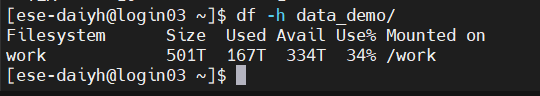 [ese-daiyh@login03 ~]$ df -h data_demo/
Filesystem      Size  Used Avail Use% Mounted on
work            501T  167T  334T  34% /work
[ese-daiyh@login03 ~]$